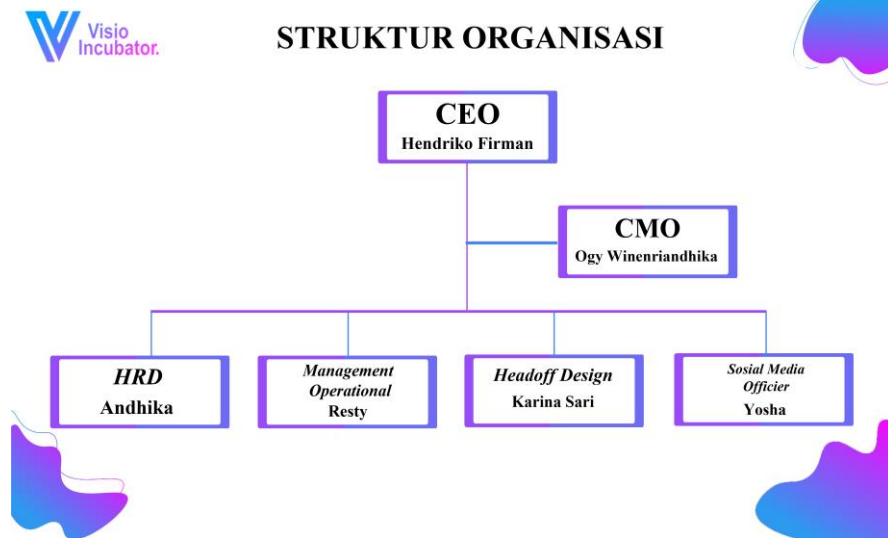 Visio
Incubator.
STRUKTUR ORGANISASI
CEO
Hendriko Firman
CMO
Ogy Winenriandhika
HRD
Andhika
Management
Operational
Resty
Headoff Design
Karina Sari
Sosial Media
Officier
Yosha